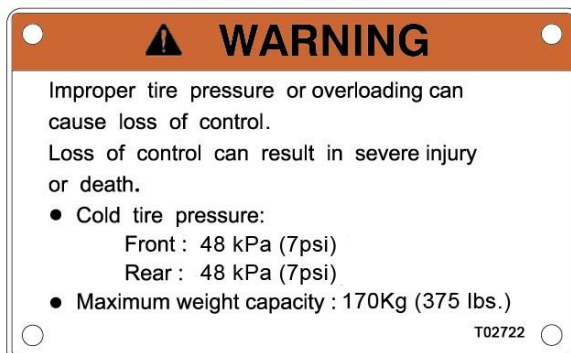 WARNING
Improper tire pressure or overloading can
cause loss of control.
Loss of control can result in severe injury
or death.
● Cold tire pressure:
Front : 48 kPa (7psi)
Rear : 48 kPa (7psi)
● Maximum weight capacity : 170Kg (375 lbs.)
T02722